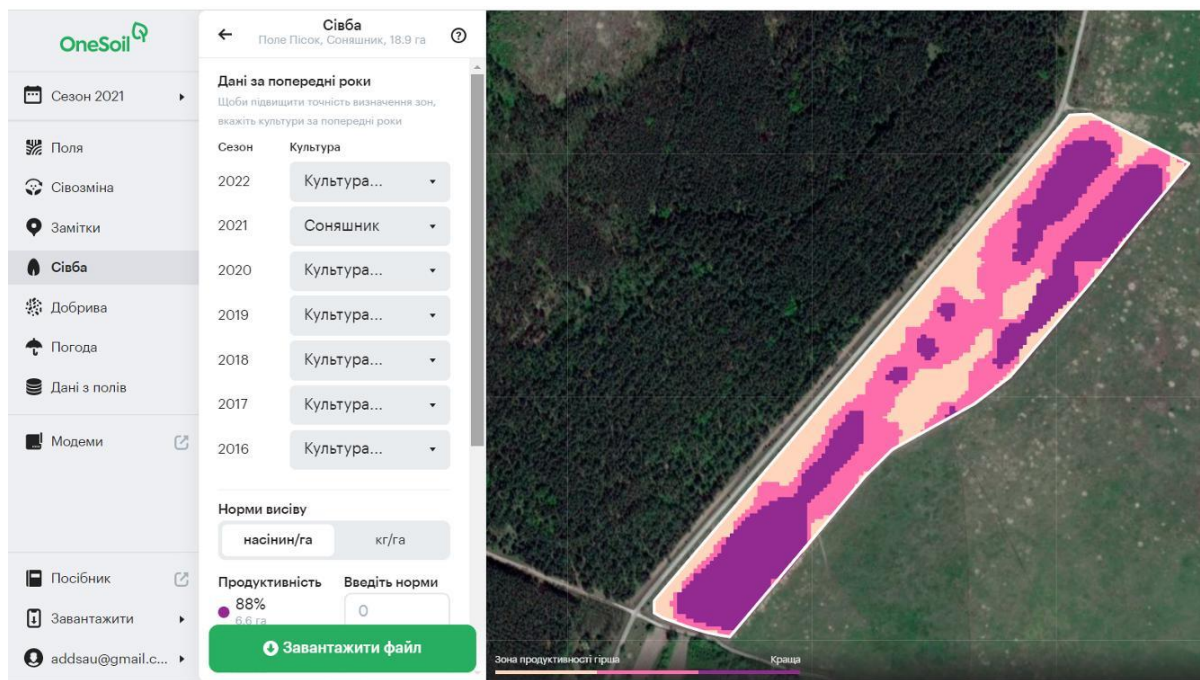 OneSoil
Сезон 2021
Поля
Сівозміна
Замітки
Сівба
Добрива
Погода
Дані з полів
Модеми
Посібник
Завантажити
addsau@gmail.c...
Сівба
Поле Пісок, Соняшник, 18.9 га
Дані за попередні роки
Щоби підвищити точність визначення зон,
вкажіть культури за попередні роки
Сезон Культура
2022 Культура...
2021 Соняшник
2020 Культура...
2019 Культура...
2018 Культура...
2017 Культура...
2016 Культура...
Норми висіву
насінин/га кг/га
Продуктивність Введіть норми
88% 0
6.6 га
Завантажити файл
Зона продуктивності гірша Краща